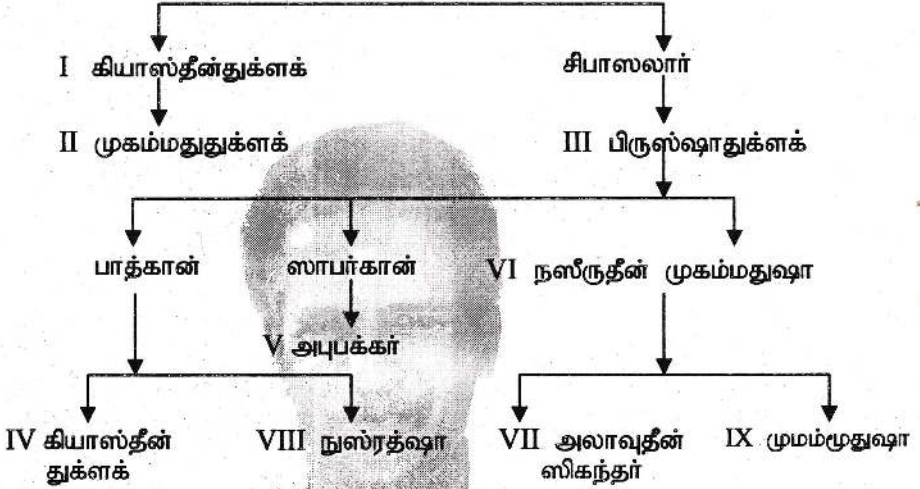 I கியாஸ்தீன்துக்ளக் சிபாஸலார்
II முகம்மதுதுக்ளக் III பிருஸ்ஷாதுக்ளக்
பாத்கான் ஸாபர்கான் VI நஸீருதீன் முகம்மதுஷா
V அபுபக்கர்
IV கியாஸ்தீன் VIII நுஸ்ரத்ஷா VII அலாவுதீன் IX முமம்மூதுஷா
துக்ளக் ஸிகந்தர்